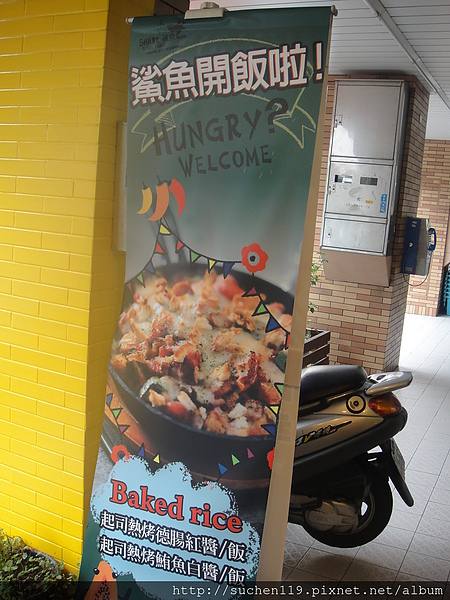 鯊魚開飯啦!
HUNGRY?
WELCOME
Baked rice
起司熱烤德腸紅醬/飯
起司熱烤鮪魚白醬/飯
http://suchen119.pixnet.net/album